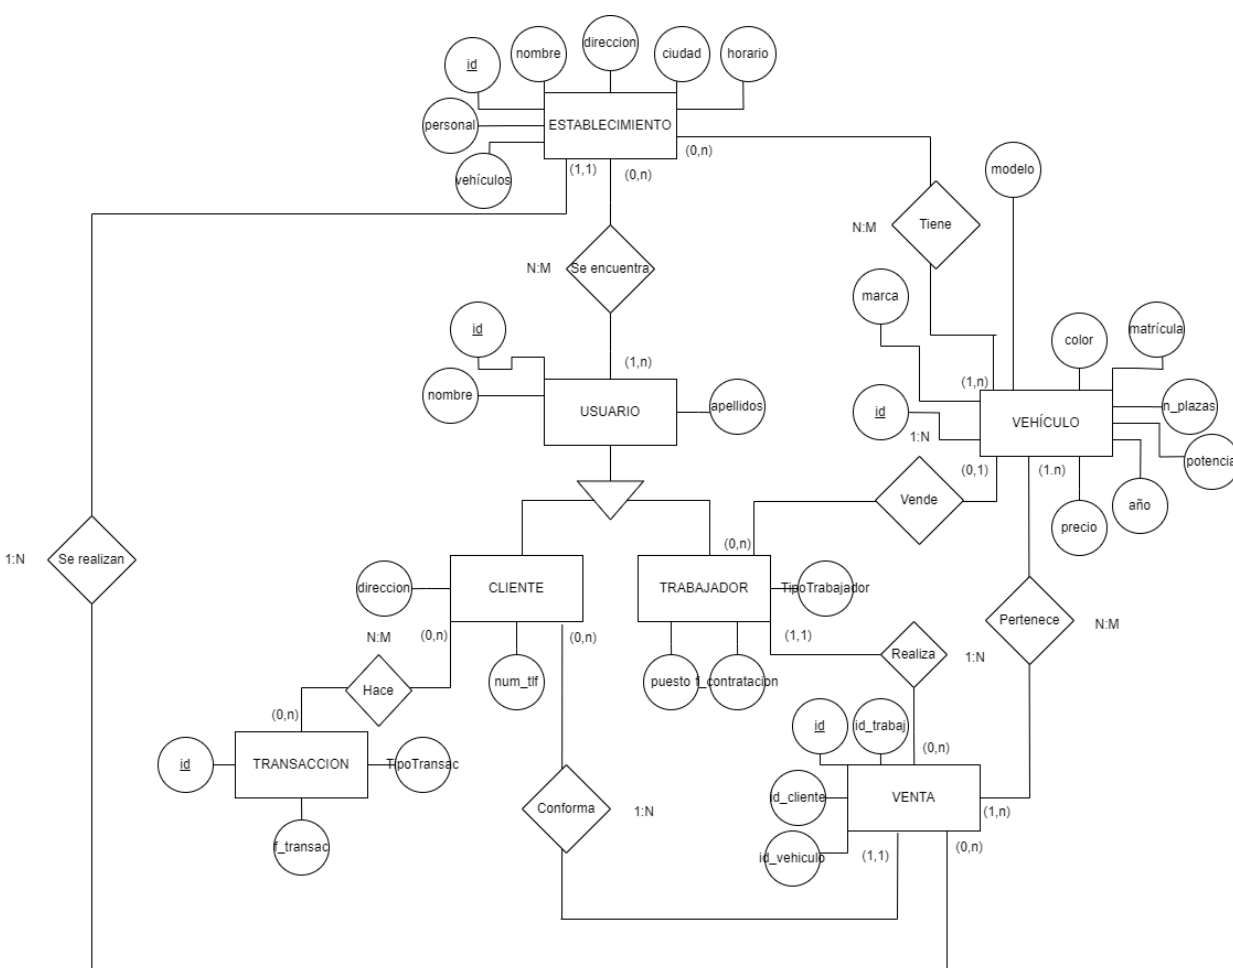 direccion
nombre
ciudad
horario
id
personal
ESTABLECIMIENTO
vehículos
(1,1)
(0,n)
(0,n)
modelo
Tiene
N:M
N:M
Se encuentra
marca
id
color
matrícula
(1,n)
(1,n)
nombre
USUARIO
apellidos
id
n_plazas
VEHÍCULO
1:N
potencia
(0,1)
(1.n)
Vende
precio
año
(0,n)
1:N
Se realizan
direccion
CLIENTE
TRABAJADOR
TipoTrabajador
N:M
(0,n)
(0,n)
(1,1)
Pertenece
N:M
Realiza
1:N
Hace
num_tlf
puesto
f_contratacion
(0,n)
id
id_trabaj
(0,n)
id
TRANSACCION
TipoTransac
id_cliente
VENTA
Conforma
1:N
(1,n)
f_transac
id_vehiculo
(1,1)
(0,n)